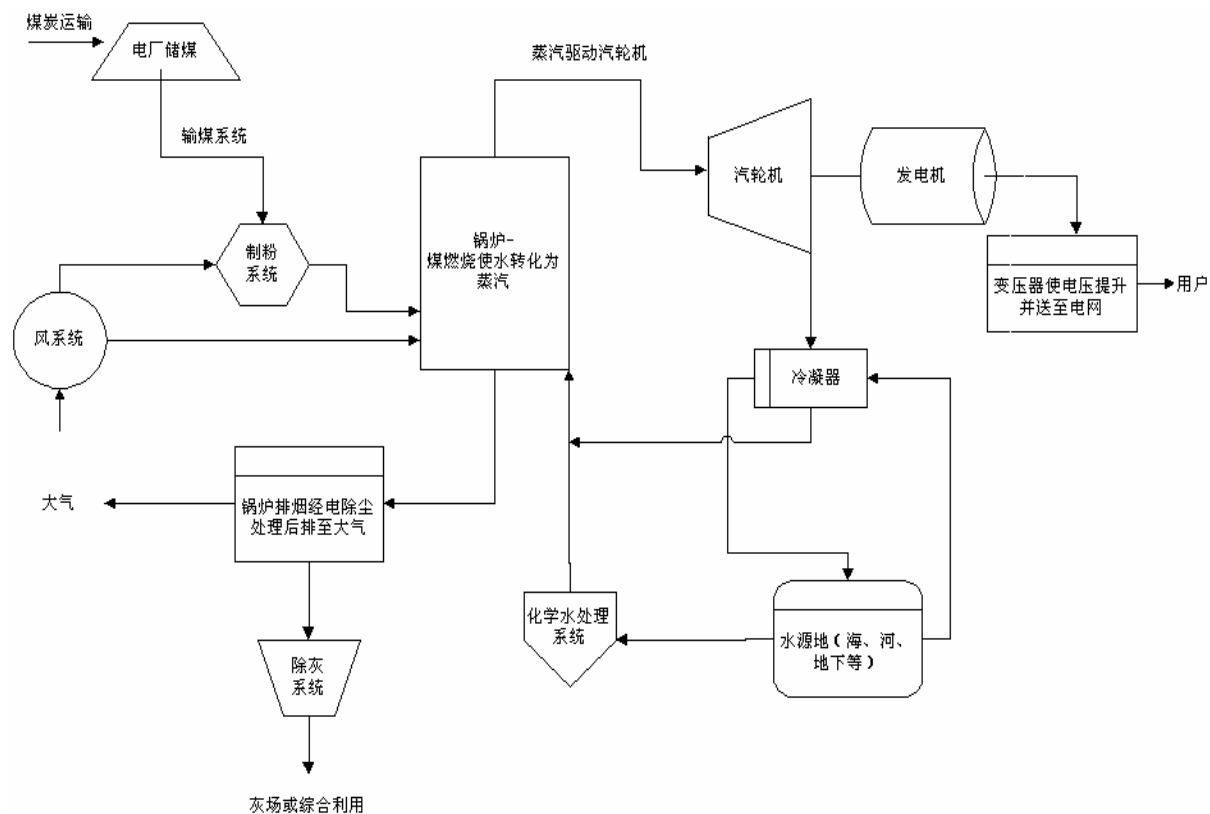 煤炭运输
电厂储煤
蒸汽驱动汽轮机
输煤系统
汽轮机
发电机
制粉
系统
锅炉-
煤燃烧使水转化为
蒸汽
变压器使电压提升
并送至电网
用户
风系统
冷凝器
大气
锅炉排烟经电除尘
处理后排至大气
化学水处理
系统
水源地（海、河、
地下等）
除灰
系统
灰场或综合利用